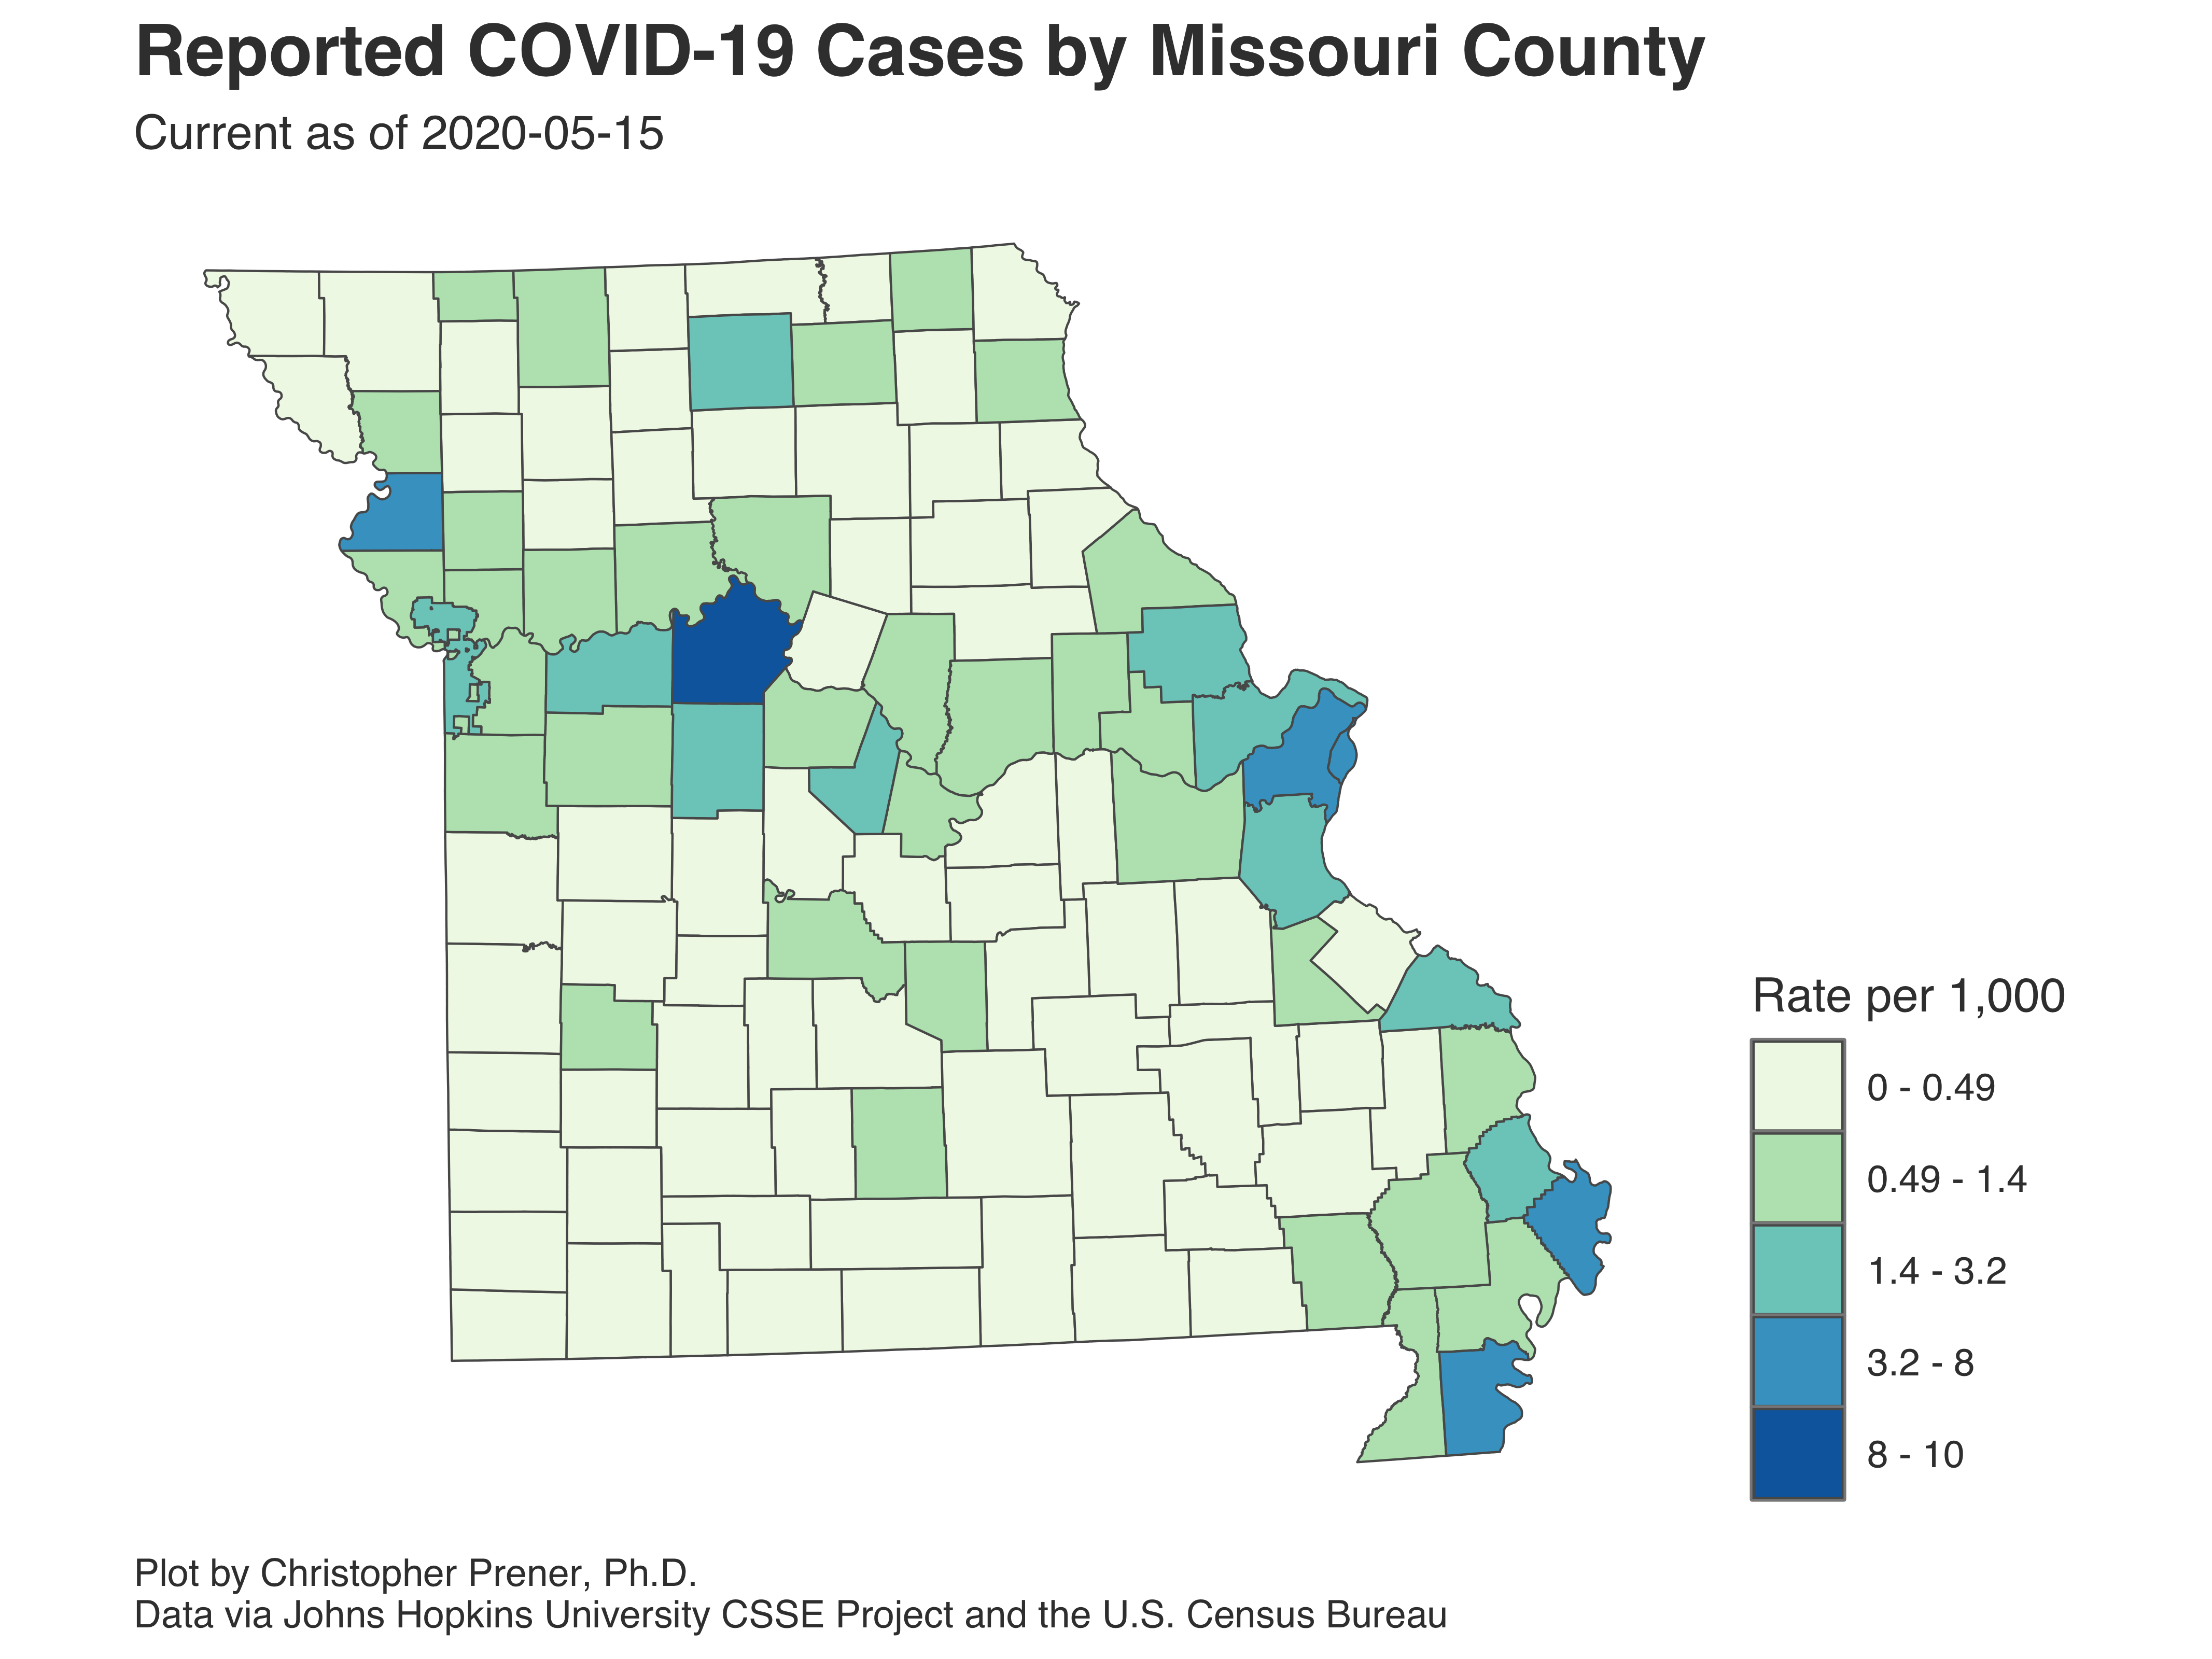 Reported COVID-19 Cases by Missouri County
Current as of 2020-05-15
Rate per 1,000
0 - 0.49
0.49 - 1.4
1.4 - 3.2
3.2 - 8
8 - 10
Plot by Christopher Prener, Ph.D.
Data via Johns Hopkins University CSSE Project and the U.S. Census Bureau